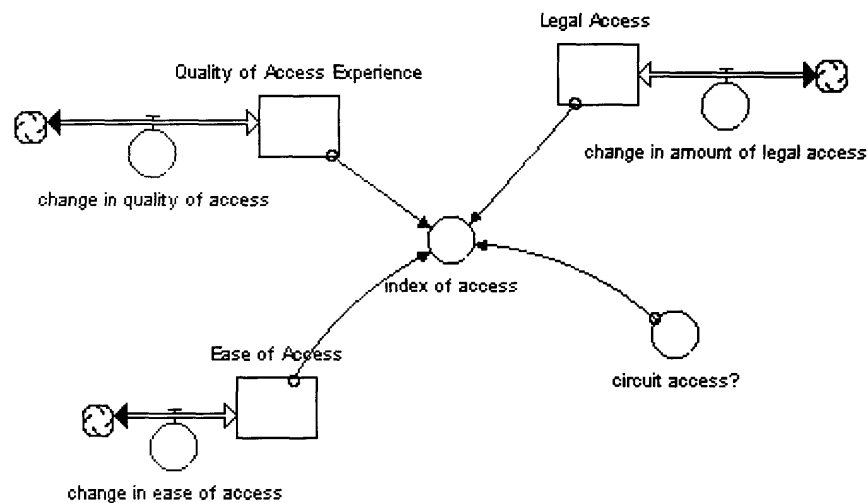 Legal Access
Quality of Access Experience
change in amount of legal access
change in quality of access
index of access
Ease of Access
circuit access?
change in ease of access